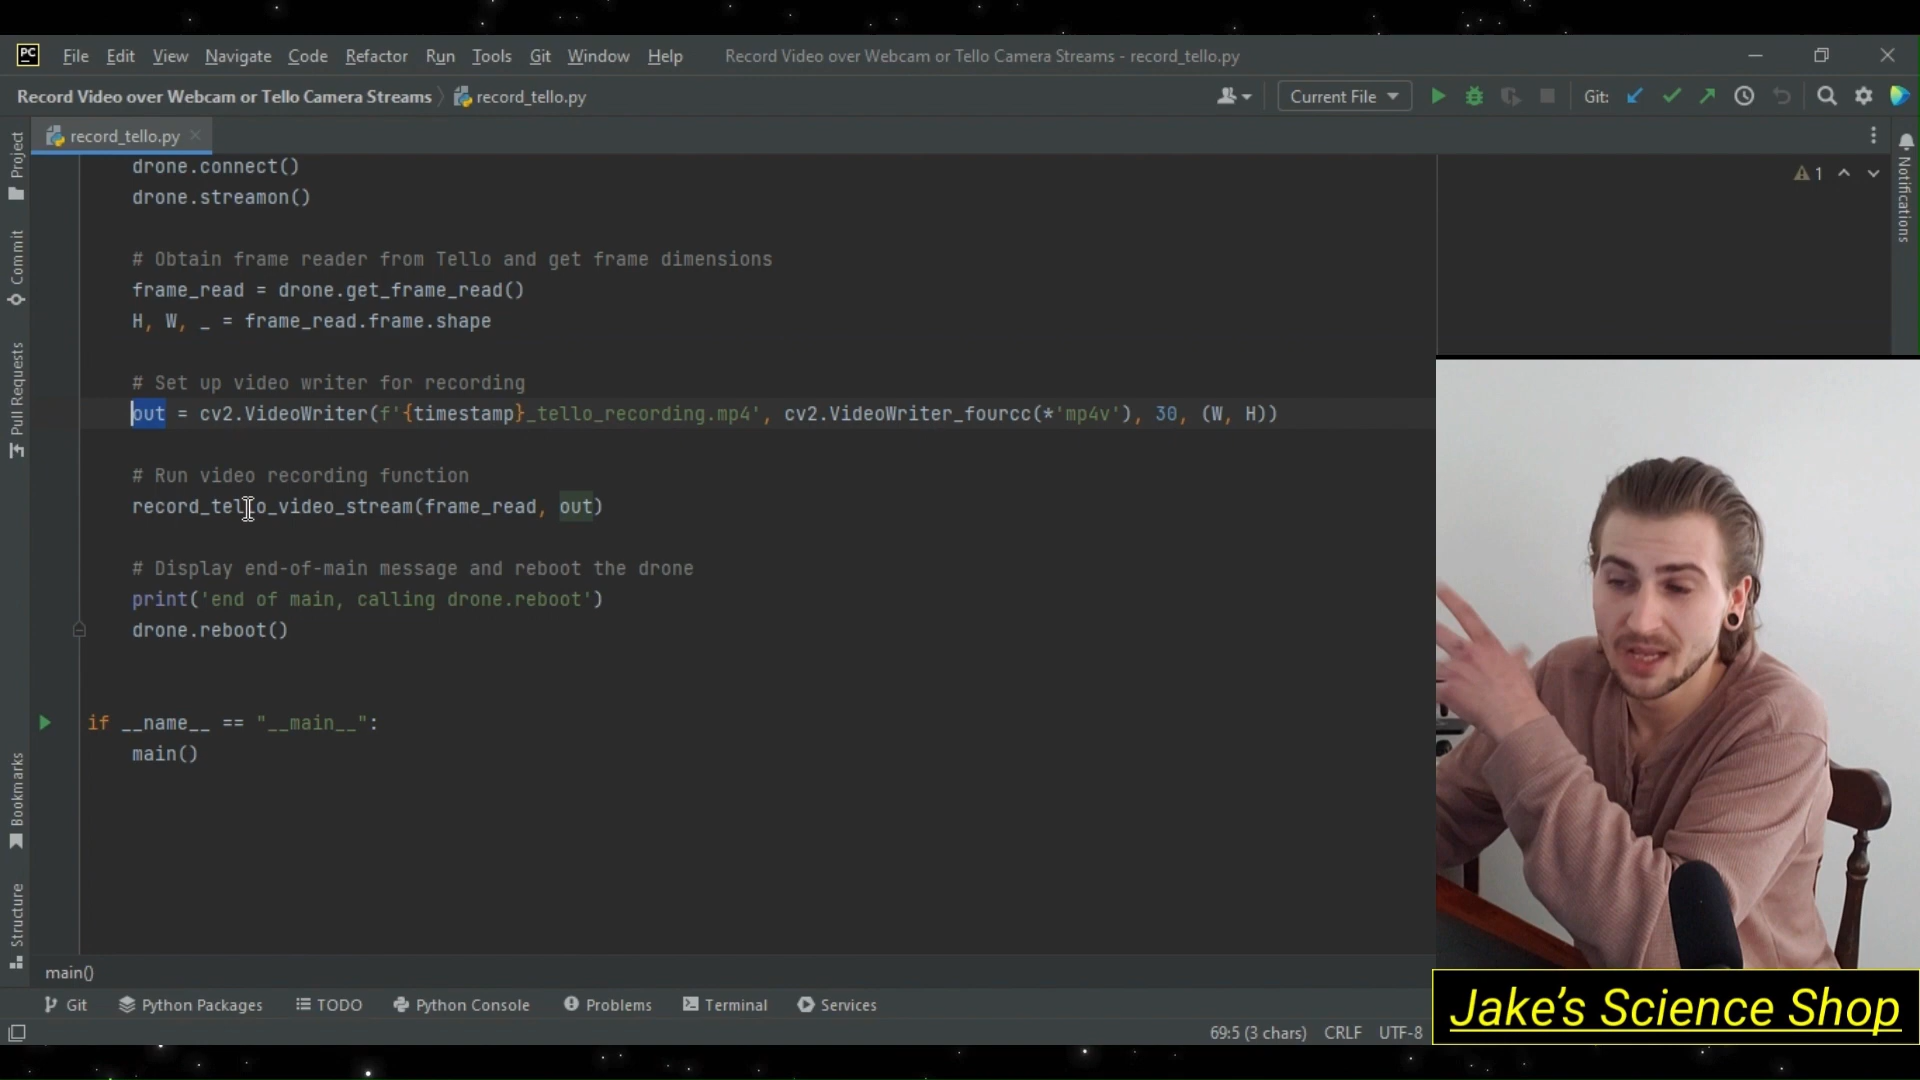 PC File Edit View Navigate Code Refactor Run Tools Git Window Help Record Video over Webcam or Tello Camera Streams - record_tello.py
Record Video over Webcam or Tello Camera Streams record_tello.py Current File Git:
record_tello.py
Project
Commit
Pull Requests
Bookmarks
Structure
Notifications
1
drone.connect()
drone.streamon()
# Obtain frame reader from Tello and get frame dimensions
frame_read = drone.get_frame_read()
H, W, _ = frame_read.frame.shape
# Set up video writer for recording
out = cv2.VideoWriter(f'{timestamp}_tello_recording.mp4', cv2.VideoWriter_fourcc(*'mp4v'), 30, (W, H))
# Run video recording function
record_tello_video_stream(frame_read, out)
# Display end-of-main message and reboot the drone
print('end of main, calling drone.reboot')
drone.reboot()
if __name__ == "__main__":
main()
main()
Git Python Packages TODO Python Console Problems Terminal Services
69:5 (3 chars) CRLF UTF-8
Jake's Science Shop